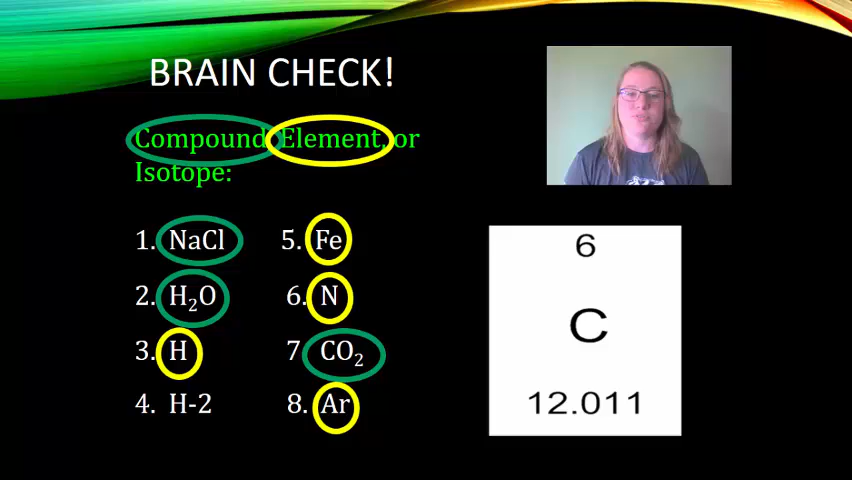 BRAIN CHECK!
Compound, Element, or
Isotope:
1. NaCl
2. H₂O
3. H
4. H-2
5. Fe
6. N
7 CO₂
8. Ar
6
C
12.011